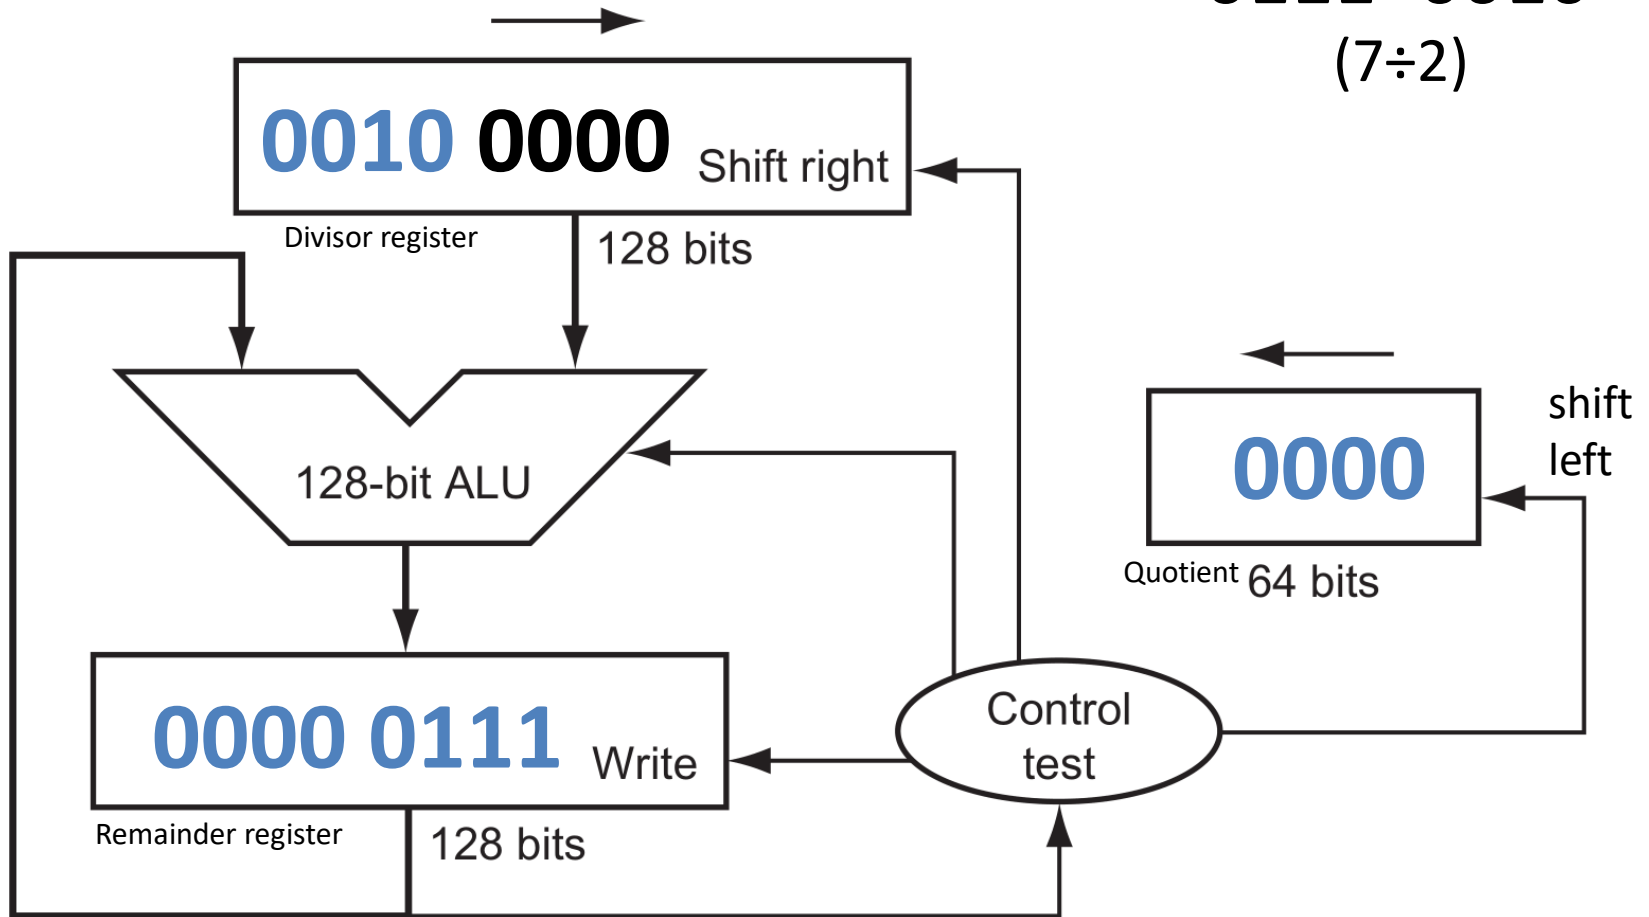 (7÷2)
0010 0000 Shift right
Divisor register
128 bits
128-bit ALU
shift
left
0000
Quotient 64 bits
0000 0111 Write
Remainder register
128 bits
Control
test